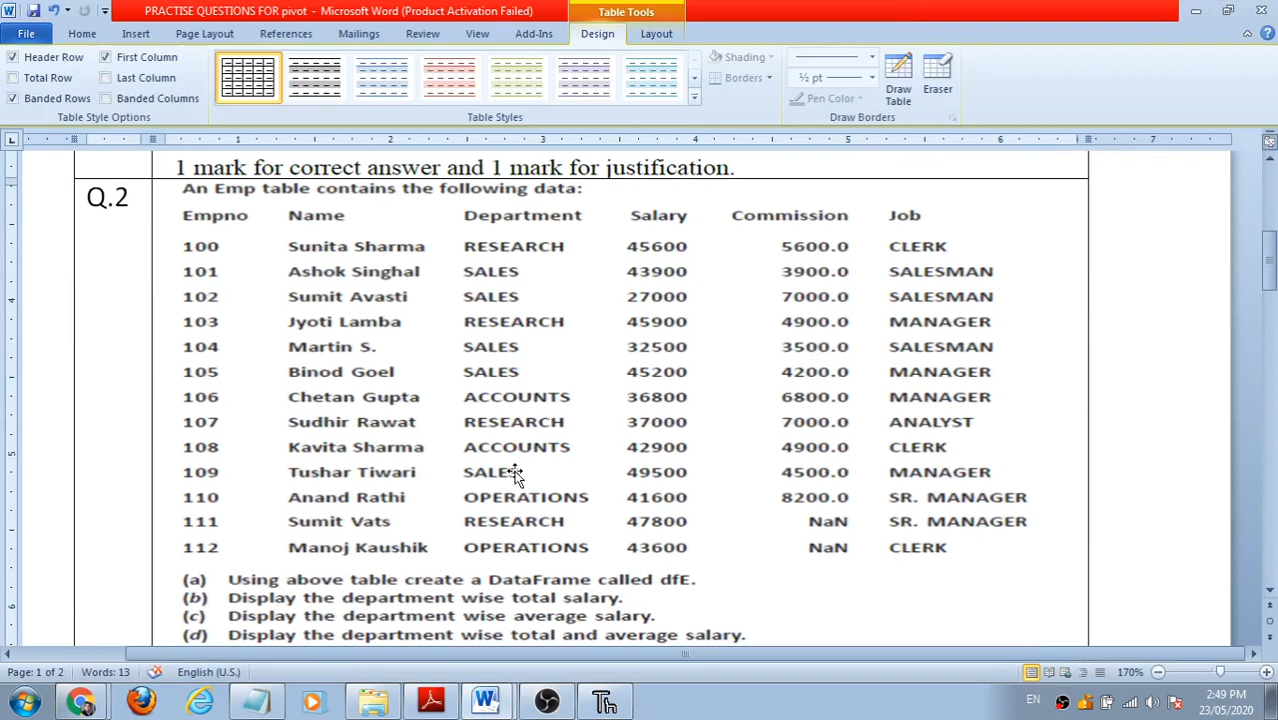 PRACTISE QUESTIONS FOR pivot - Microsoft Word (Product Activation Failed)
Table Tools
File Home Insert Page Layout References Mailings Review View Add-Ins Design Layout
Header Row First Column
Total Row Last Column
Banded Rows Banded Columns
Table Style Options
Table Styles
Shading
Borders
½ pt
Pen Color
Draw Table
Eraser
Draw Borders
1 2 3 4 5 6 7
1 mark for correct answer and 1 mark for justification.
Q.2
An Emp table contains the following data:
Empno Name Department Salary Commission Job
100 Sunita Sharma RESEARCH 45600 5600.0 CLERK
101 Ashok Singhal SALES 43900 3900.0 SALESMAN
102 Sumit Avasti SALES 27000 7000.0 SALESMAN
103 Jyoti Lamba RESEARCH 45900 4900.0 MANAGER
104 Martin S. SALES 32500 3500.0 SALESMAN
105 Binod Goel SALES 45200 4200.0 MANAGER
106 Chetan Gupta ACCOUNTS 36800 6800.0 MANAGER
107 Sudhir Rawat RESEARCH 37000 7000.0 ANALYST
108 Kavita Sharma ACCOUNTS 42900 4900.0 CLERK
109 Tushar Tiwari SALES 49500 4500.0 MANAGER
110 Anand Rathi OPERATIONS 41600 8200.0 SR. MANAGER
111 Sumit Vats RESEARCH 47800 NaN SR. MANAGER
112 Manoj Kaushik OPERATIONS 43600 NaN CLERK
(a) Using above table create a DataFrame called dfE.
(b) Display the department wise total salary.
(c) Display the department wise average salary.
(d) Display the department wise total and average salary.
Page: 1 of 2 Words: 13 English (U.S.) 170%
EN
2:49 PM
23/05/2020